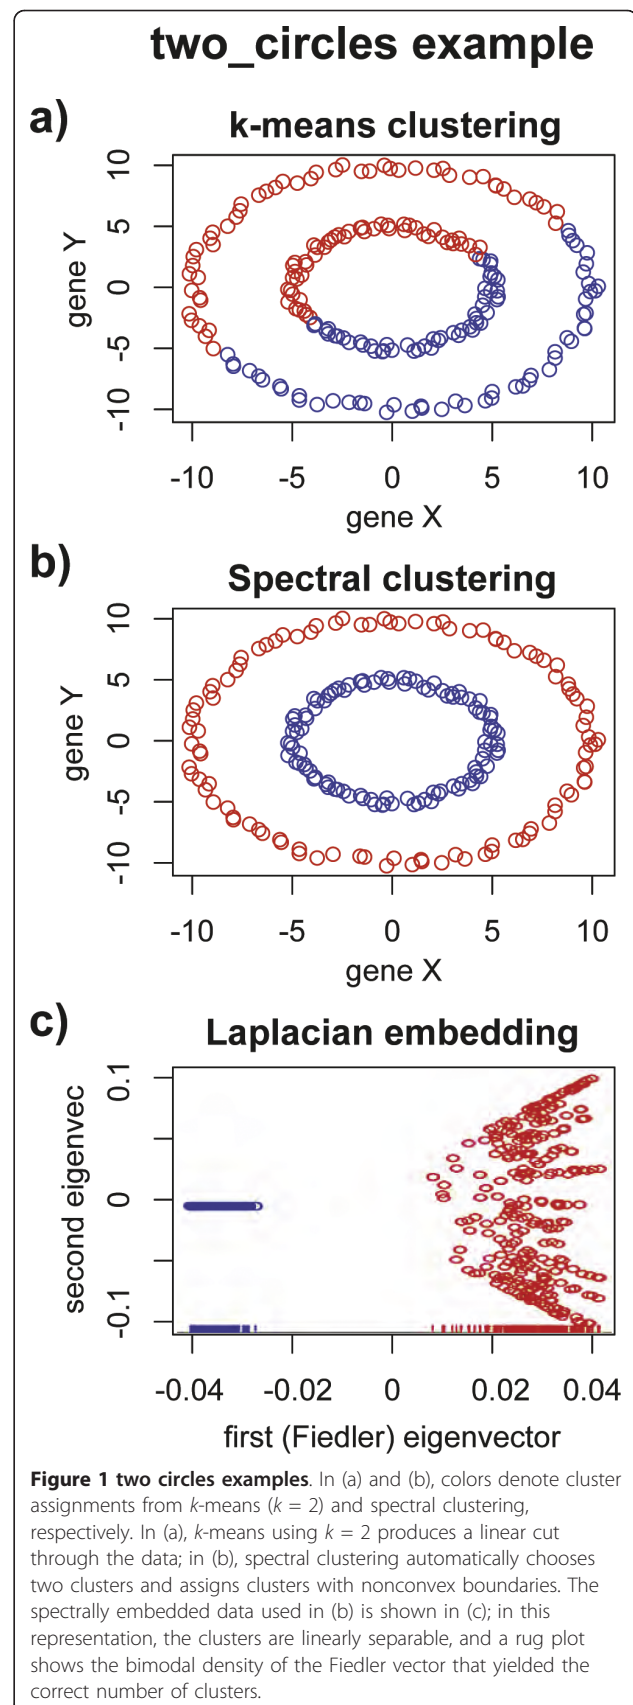 two_circles example
a)
k-means clustering
10
5
0
-5
-10
gene Y
-10 -5 0 5 10
gene X
b)
Spectral clustering
10
5
0
-5
-10
gene Y
-10 -5 0 5 10
gene X
c)
Laplacian embedding
0.1
0
-0.1
second eigenvec
-0.04 -0.02 0 0.02 0.04
first (Fiedler) eigenvector
Figure 1 two circles examples. In (a) and (b), colors denote cluster
assignments from k-means (k = 2) and spectral clustering,
respectively. In (a), k-means using k = 2 produces a linear cut
through the data; in (b), spectral clustering automatically chooses
two clusters and assigns clusters with nonconvex boundaries. The
spectrally embedded data used in (b) is shown in (c); in this
representation, the clusters are linearly separable, and a rug plot
shows the bimodal density of the Fiedler vector that yielded the
correct number of clusters.